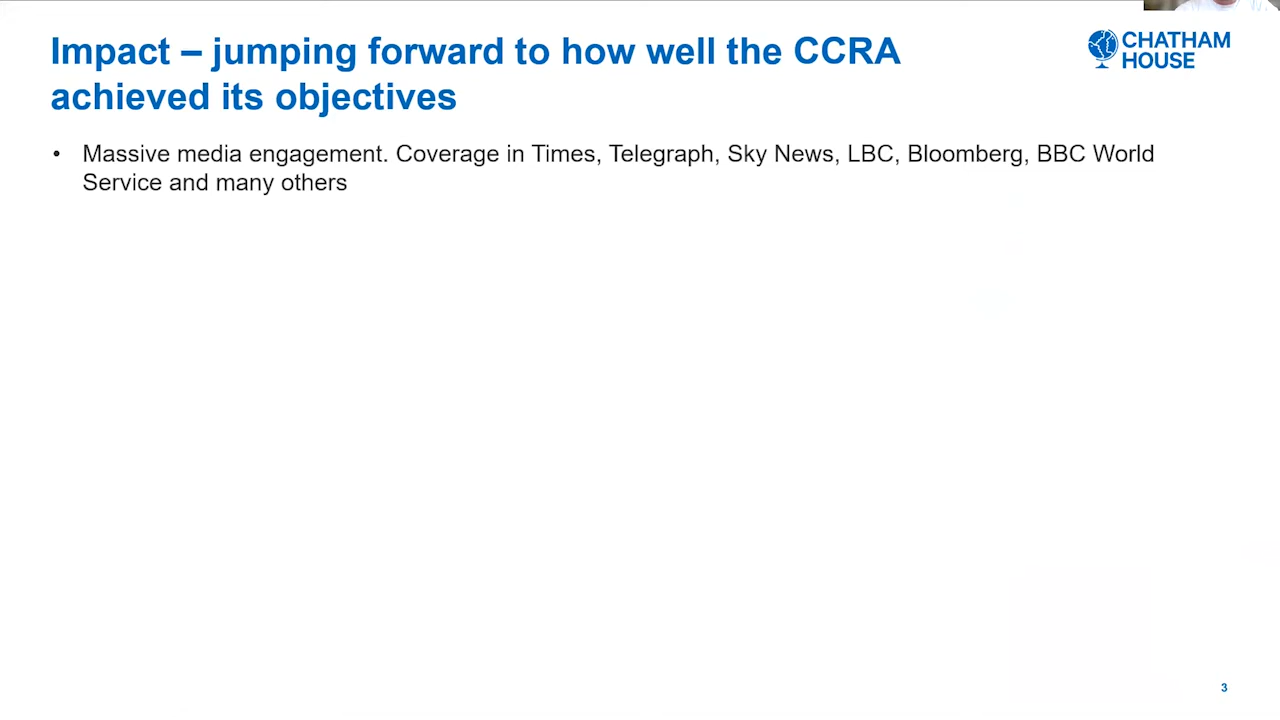 Impact – jumping forward to how well the CCRA
achieved its objectives
CHATHAM
HOUSE
• Massive media engagement. Coverage in Times, Telegraph, Sky News, LBC, Bloomberg, BBC World
Service and many others
3